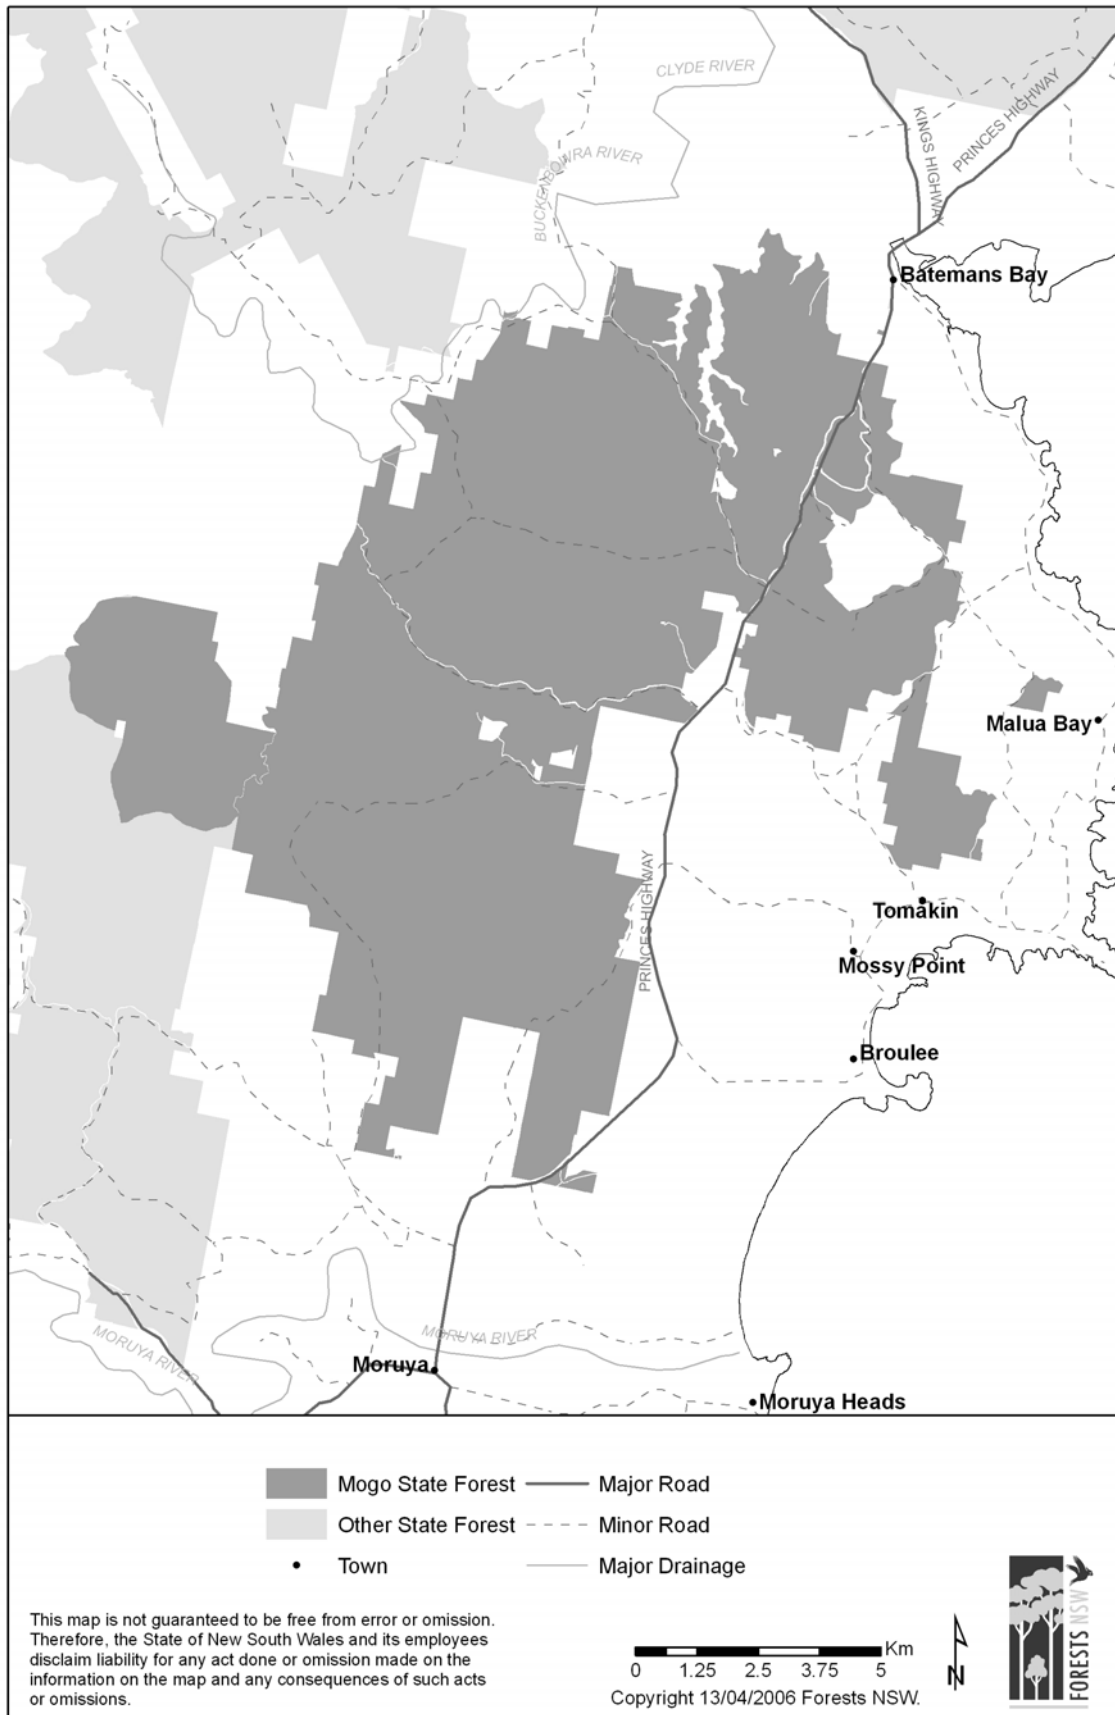 CLYDE RIVER
BUCKENBOWRA RIVER
KINGS HIGHWAY
PRINCES HIGHWAY
Batemans Bay
Malua Bay
PRINCES HIGHWAY
Tomakin
Mossy Point
Broulee
MORUYA RIVER
MORUYA RIVER
Moruya
Moruya Heads
Mogo State Forest
Major Road
Other State Forest
Minor Road
Town
Major Drainage
This map is not guaranteed to be free from error or omission.
Therefore, the State of New South Wales and its employees
disclaim liability for any act done or omission made on the
information on the map and any consequences of such acts
or omissions.
Km
0 1.25 2.5 3.75 5
Copyright 13/04/2006 Forests NSW.
N
FORESTS NSW